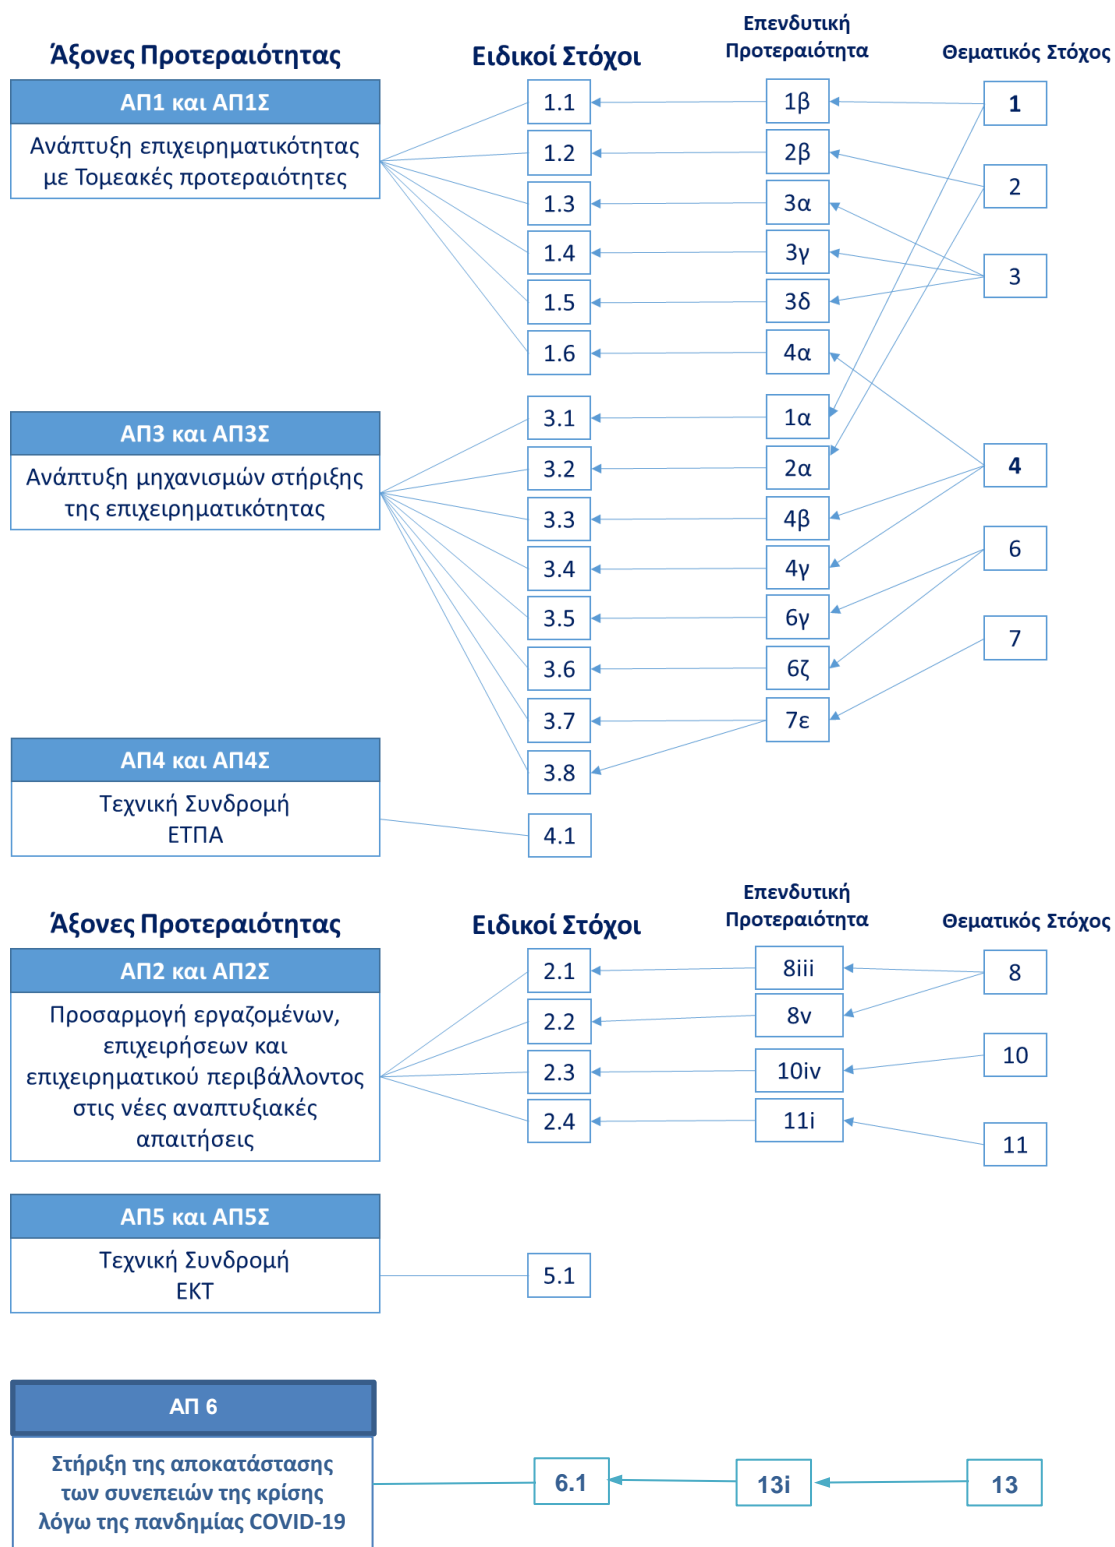 Άξονες Προτεραιότητας
Ειδικοί Στόχοι
Επενδυτική
Προτεραιότητα
Θεματικός Στόχος
ΑΠ1 και ΑΠ1Σ
Ανάπτυξη επιχειρηματικότητας
με Τομεακές προτεραιότητες
1.1
1β
1
1.2
2β
2
1.3
3α
1.4
3γ
3
1.5
3δ
1.6
4α
ΑΠ3 και ΑΠ3Σ
Ανάπτυξη μηχανισμών στήριξης
της επιχειρηματικότητας
3.1
1α
3.2
2α
4
3.3
4β
3.4
4γ
6
3.5
6γ
7
3.6
6ζ
3.7
7ε
3.8
ΑΠ4 και ΑΠ4Σ
Τεχνική Συνδρομή
ΕΤΠΑ
4.1
Άξονες Προτεραιότητας
Ειδικοί Στόχοι
Επενδυτική
Προτεραιότητα
Θεματικός Στόχος
ΑΠ2 και ΑΠ2Σ
Προσαρμογή εργαζομένων,
επιχειρήσεων και
επιχειρηματικού περιβάλλοντος
στις νέες αναπτυξιακές
απαιτήσεις
2.1
8iii
8
2.2
8v
2.3
10iv
10
2.4
11i
11
ΑΠ5 και ΑΠ5Σ
Τεχνική Συνδρομή
ΕΚΤ
5.1
ΑΠ 6
Στήριξη της αποκατάστασης
των συνεπειών της κρίσης
λόγω της πανδημίας COVID-19
6.1
13i
13